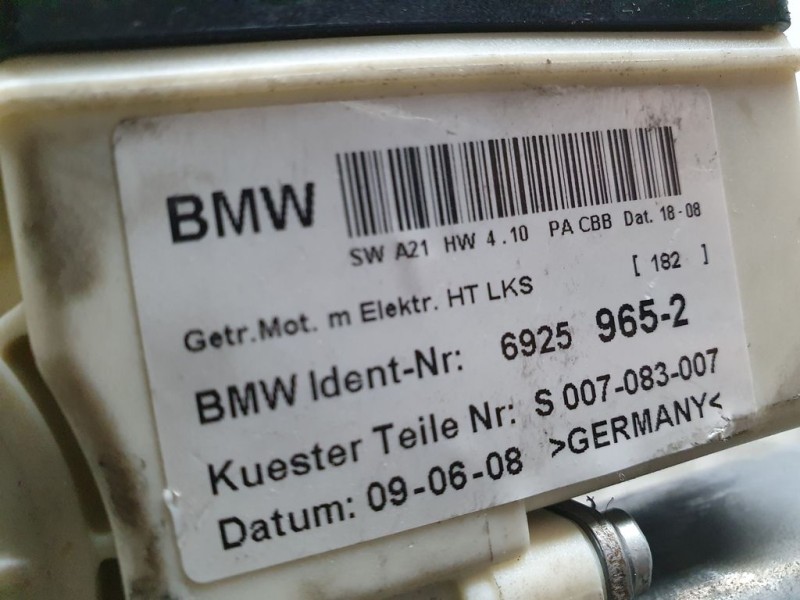 BMW
SW A21 HW 4.10 PA CBB Dat. 18-08
[ 182 ]
Getr.Mot. m Elektr. HT LKS
BMW Ident-Nr: 6925 965-2
Kuester Teile Nr: S 007-083-007
Datum: 09-06-08 >GERMANY<